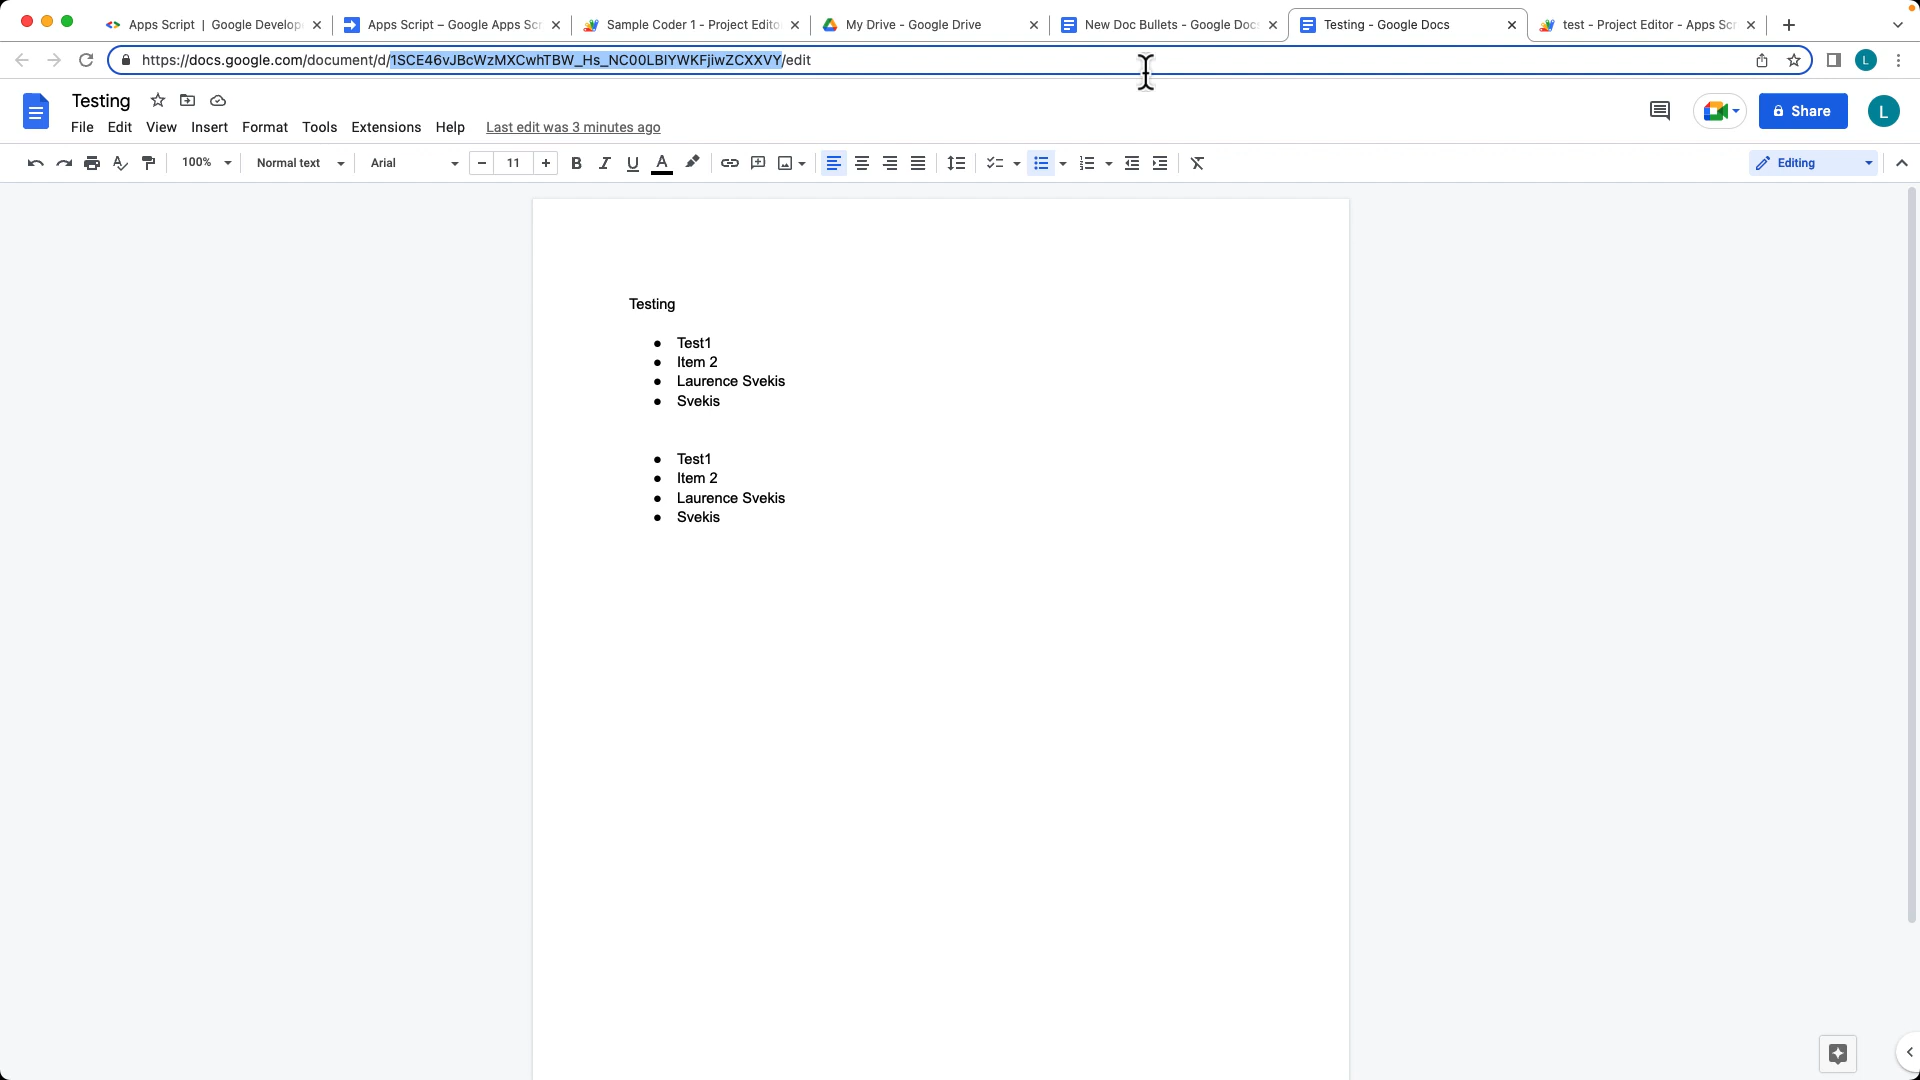 Apps Script | Google Develop
Apps Script – Google Apps Scr
Sample Coder 1 - Project Edito
My Drive - Google Drive
New Doc Bullets - Google Doc
Testing - Google Docs
test - Project Editor - Apps Scr
https://docs.google.com/document/d/1SCE46vJBcWzMXCwhTBW_Hs_NC00LBIYWKFjiwZCXXVY/edit
L
Testing
File Edit View Insert Format Tools Extensions Help Last edit was 3 minutes ago
Share
L
100% Normal text Arial 11 B I U A Editing
Testing
Test1
Item 2
Laurence Svekis
Svekis
Test1
Item 2
Laurence Svekis
Svekis